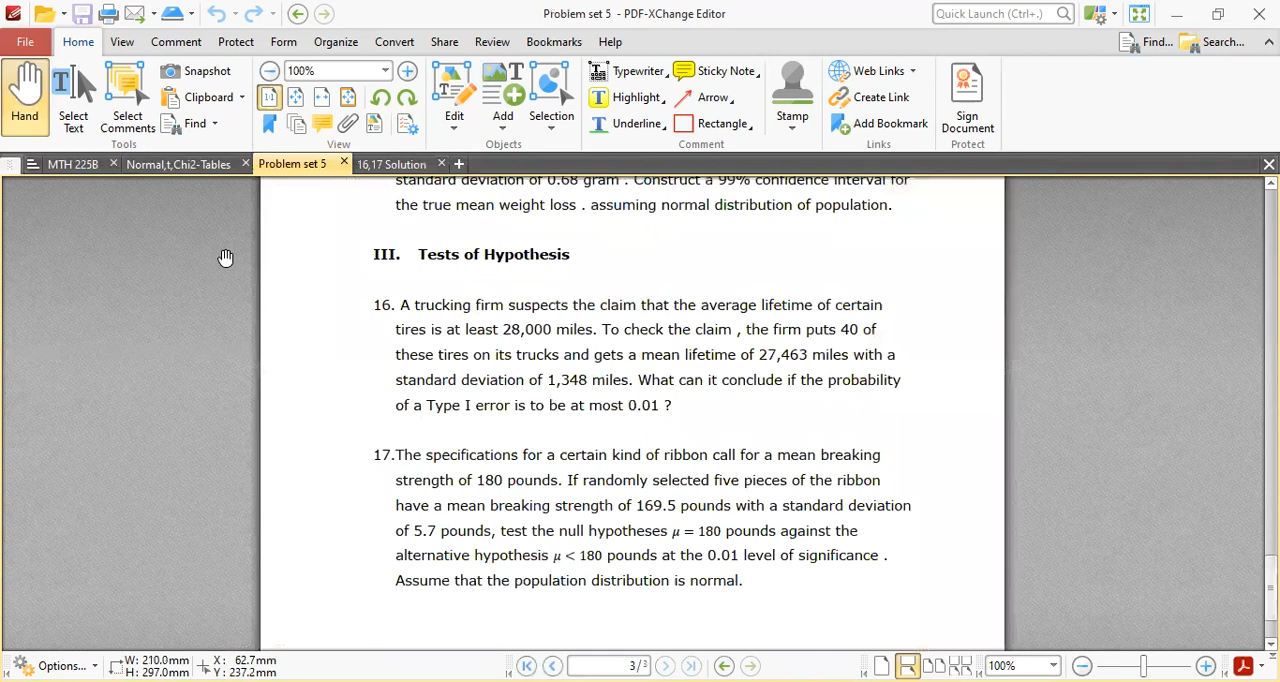 Problem set 5 - PDF-XChange Editor
Quick Launch (Ctrl+.)
File Home View Comment Protect Form Organize Convert Share Review Bookmarks Help Find... Search...
Hand
Select Text
Select Comments
Snapshot
Clipboard
Find
Tools
100%
View
Edit
Add
Selection
Objects
Typewriter
Sticky Note
Highlight
Arrow
Underline
Rectangle
Stamp
Comment
Web Links
Create Link
Add Bookmark
Links
Sign Document
Protect
MTH 225B Normal,t,Chi2-Tables Problem set 5 16,17 Solution
standard deviation of 0.68 gram . Construct a 99% confidence interval for
the true mean weight loss . assuming normal distribution of population.
III. Tests of Hypothesis
16. A trucking firm suspects the claim that the average lifetime of certain
tires is at least 28,000 miles. To check the claim , the firm puts 40 of
these tires on its trucks and gets a mean lifetime of 27,463 miles with a
standard deviation of 1,348 miles. What can it conclude if the probability
of a Type I error is to be at most 0.01 ?
17.The specifications for a certain kind of ribbon call for a mean breaking
strength of 180 pounds. If randomly selected five pieces of the ribbon
have a mean breaking strength of 169.5 pounds with a standard deviation
of 5.7 pounds, test the null hypotheses μ = 180 pounds against the
alternative hypothesis μ < 180 pounds at the 0.01 level of significance .
Assume that the population distribution is normal.
Options... W: 210.0mm X: 62.7mm 3/3 100%
H: 297.0mm Y: 237.2mm